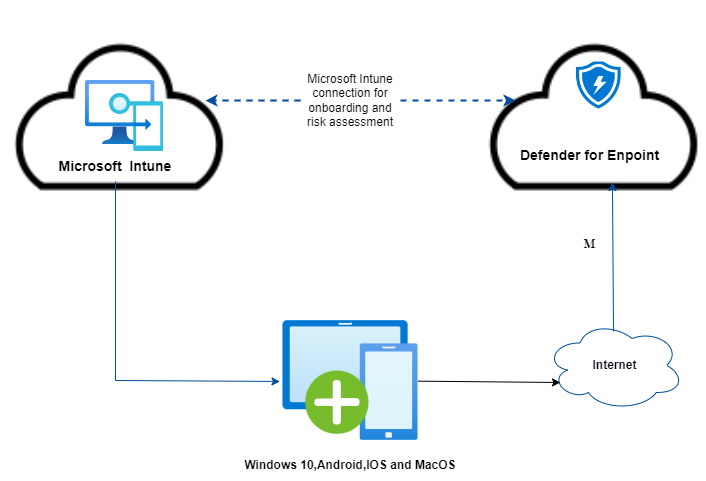 Microsoft Intune
connection for
onboarding and
risk assessment
Microsoft Intune
Defender for Enpoint
M
Internet
Windows 10,Android,IOS and MacOS